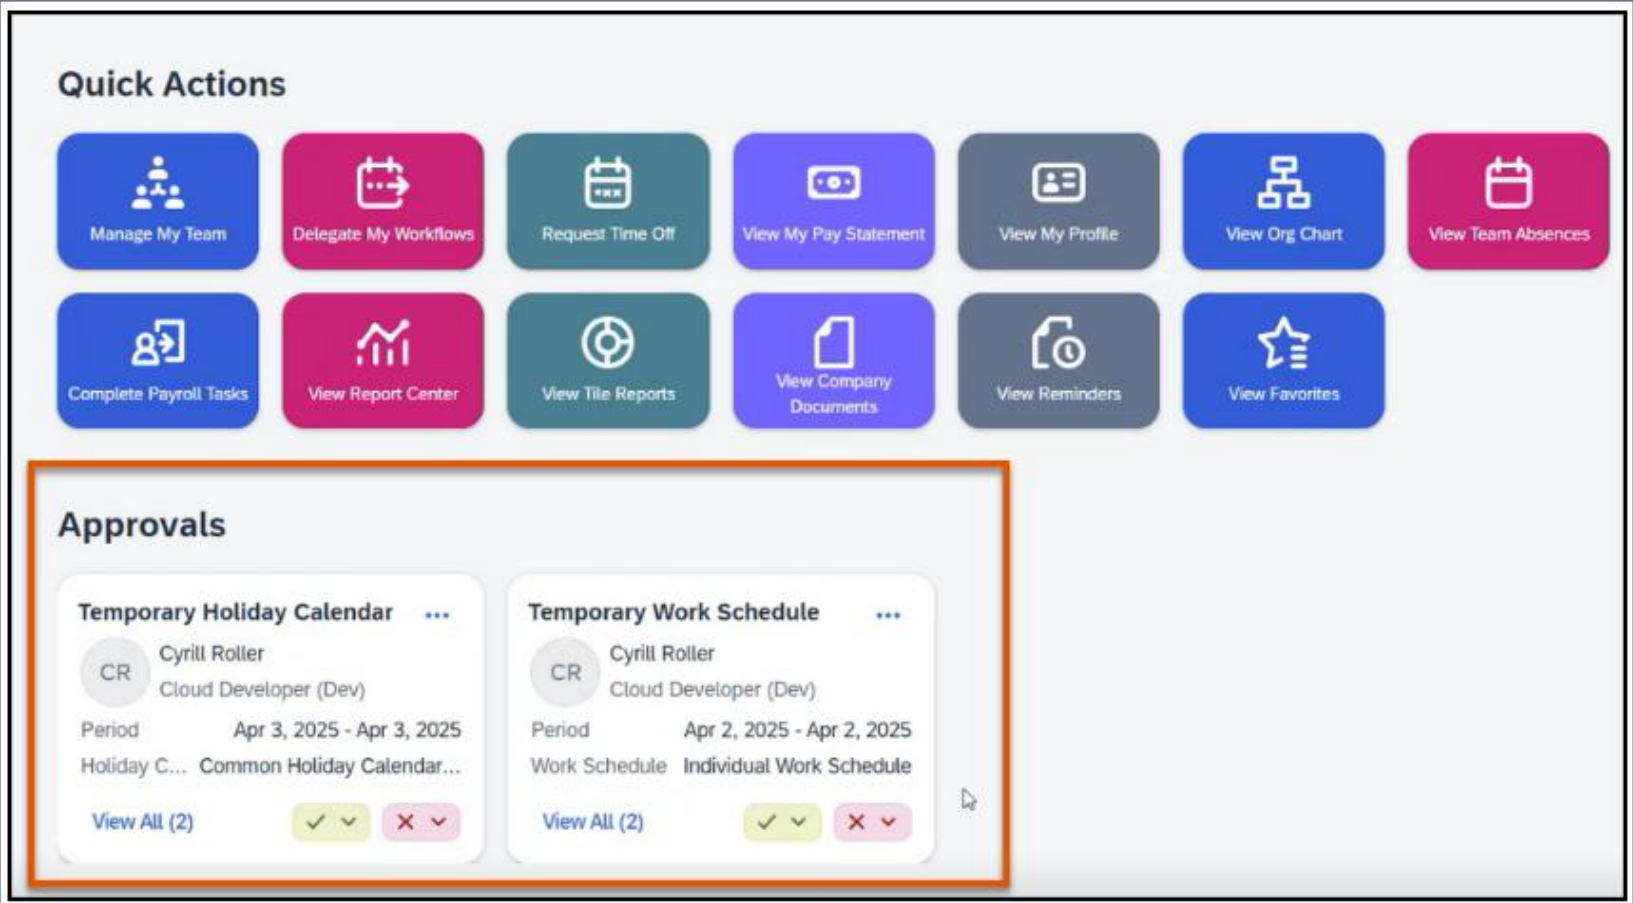 Quick Actions
Manage My Team
Delegate My Workflows
Request Time Off
View My Pay Statement
View My Profile
View Org Chart
View Team Absences
Complete Payroll Tasks
View Report Center
View Tile Reports
View Company
Documents
View Reminders
View Favorites
Approvals
Temporary Holiday Calendar
CR
Cyrill Roller
Cloud Developer (Dev)
Period Apr 3, 2025 - Apr 3, 2025
Holiday C... Common Holiday Calendar...
View All (2)
Temporary Work Schedule
CR
Cyrill Roller
Cloud Developer (Dev)
Period Apr 2, 2025 - Apr 2, 2025
Work Schedule Individual Work Schedule
View All (2)